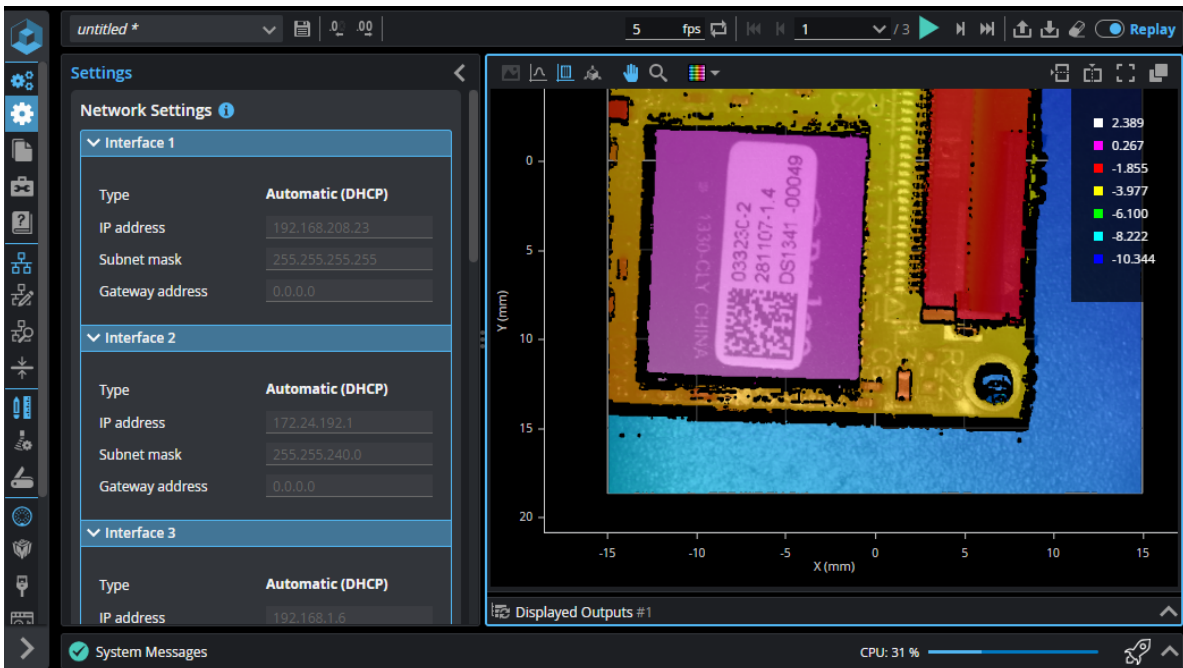 untitled *
.0
.00
5 fps
1 / 3
Replay
Settings
Network Settings
Interface 1
Type Automatic (DHCP)
IP address 192.168.208.23
Subnet mask 255.255.255.255
Gateway address 0.0.0.0
Interface 2
Type Automatic (DHCP)
IP address 172.24.192.1
Subnet mask 255.255.240.0
Gateway address 0.0.0.0
Interface 3
Type Automatic (DHCP)
IP address 192.168.1.6
2.389
0.267
-1.855
-3.977
-6.100
-8.222
-10.344
03323C-2
281107-1.4
DS1341 -00049
1330-CLY CHINA
Y (mm)
0
5
10
15
20
-15 -10 -5 0 5 10 15
X (mm)
Displayed Outputs #1
System Messages
CPU: 31 %